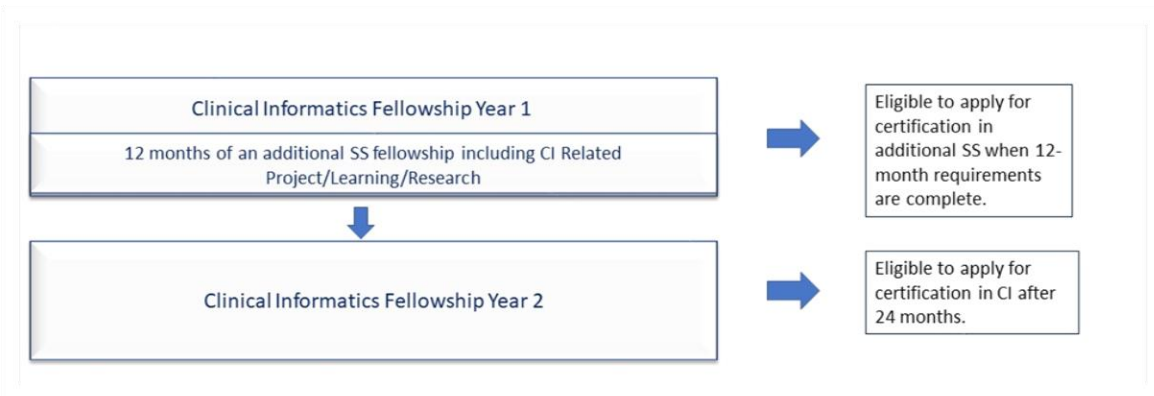 Clinical Informatics Fellowship Year 1
12 months of an additional SS fellowship including CI Related
Project/Learning/Research
Eligible to apply for
certification in
additional SS when 12-
month requirements
are complete.
Clinical Informatics Fellowship Year 2
Eligible to apply for
certification in CI after
24 months.